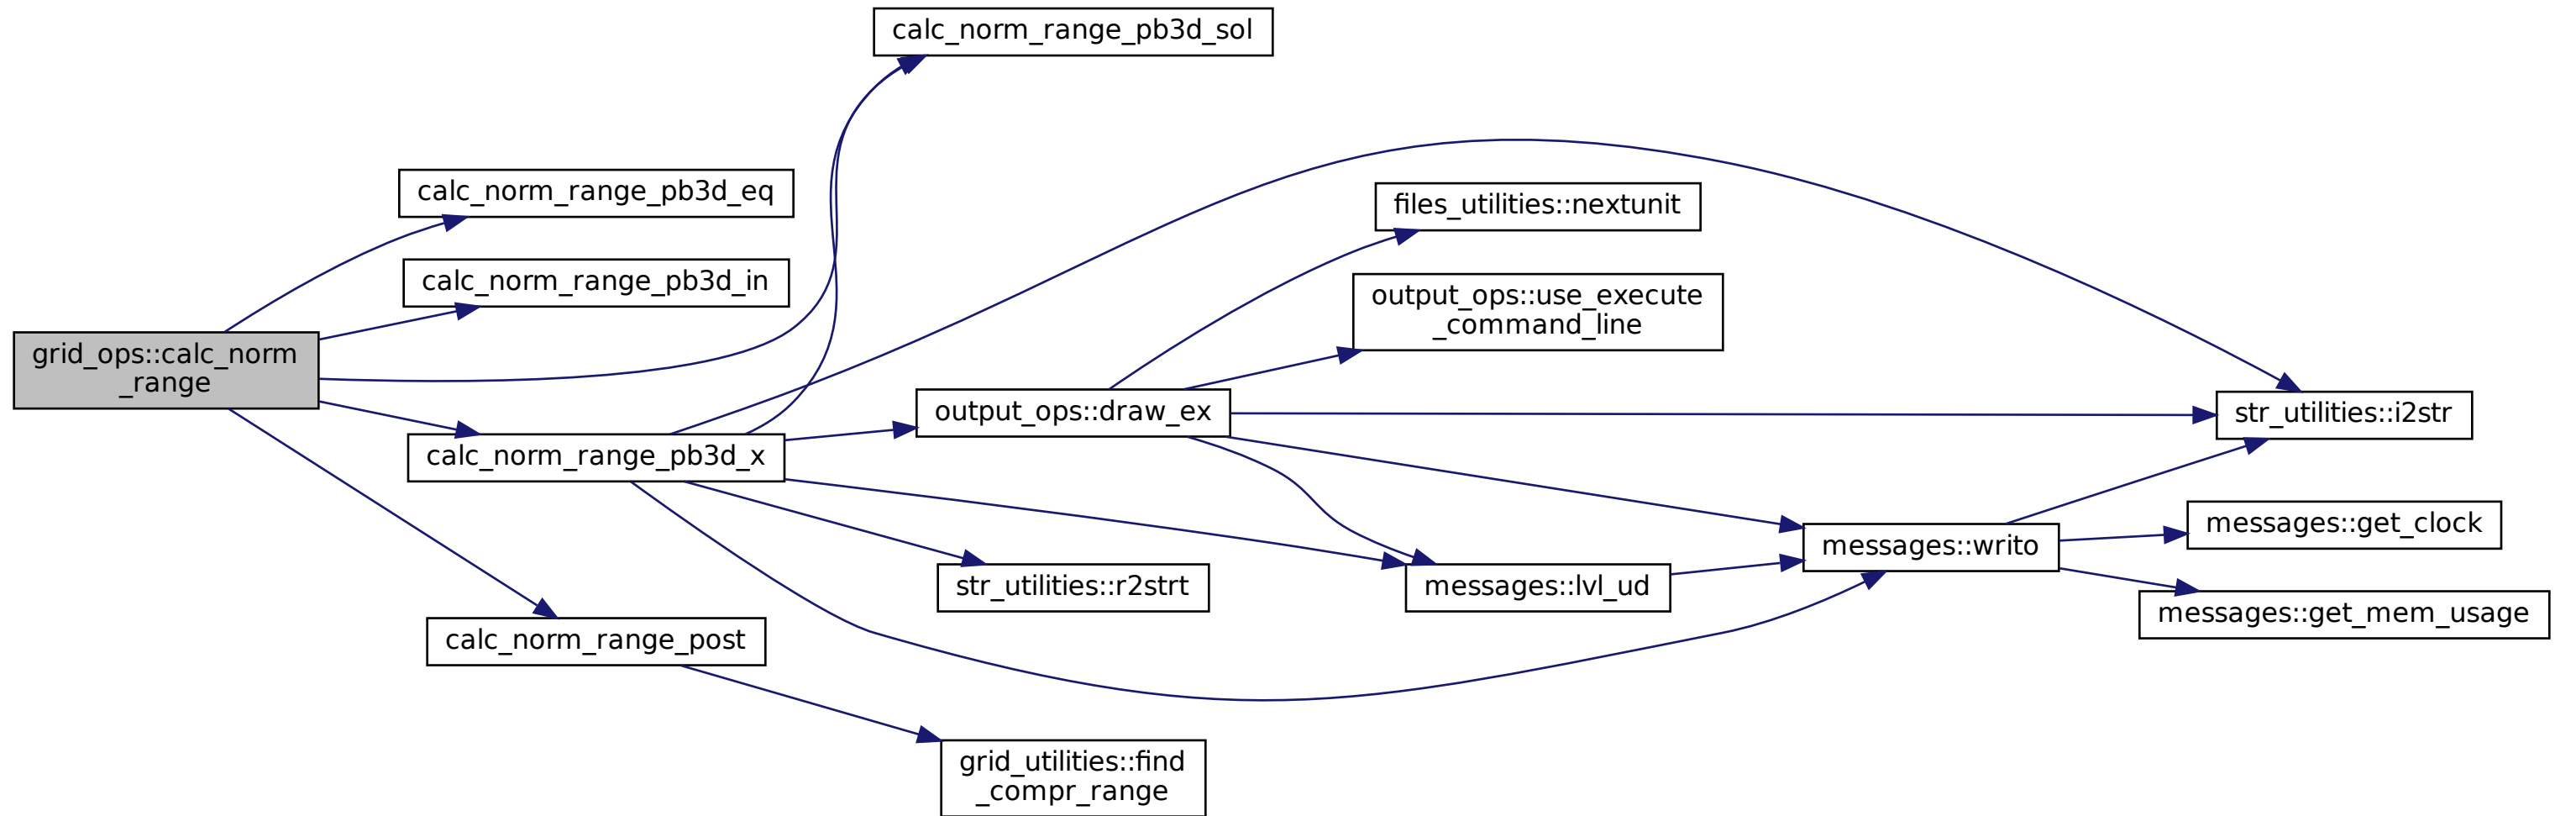 calc_norm_range_pb3d_sol
calc_norm_range_pb3d_eq
files_utilities::nextunit
calc_norm_range_pb3d_in
output_ops::use_execute
_command_line
grid_ops::calc_norm
_range
output_ops::draw_ex
str_utilities::i2str
calc_norm_range_pb3d_x
messages::get_clock
messages::writo
str_utilities::r2strt
messages::lvl_ud
messages::get_mem_usage
calc_norm_range_post
grid_utilities::find
_compr_range